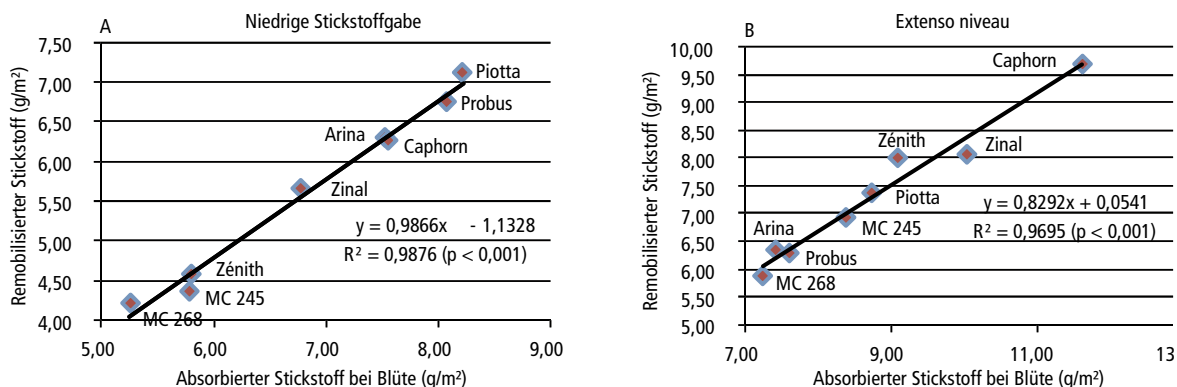 A
Niedrige Stickstoffgabe
Remobilisierter Stickstoff (g/m²)
7,50
7,00
6,50
6,00
5,50
5,00
4,50
4,00
Piotta
Probus
Arina
Caphorn
Zinal
y = 0,9866x - 1,1328
R² = 0,9876 (p < 0,001)
Zénith
MC 245
MC 268
5,00 6,00 7,00 8,00 9,00
Absorbierter Stickstoff bei Blüte (g/m²)
B
Extenso niveau
Remobilisierter Stickstoff (g/m²)
10,00
9,50
9,00
8,50
8,00
7,50
7,00
6,50
6,00
5,50
5,00
Caphorn
Zénith
Zinal
Piotta
y = 0,8292x + 0,0541
MC 245
R² = 0,9695 (p < 0,001)
Arina
Probus
MC 268
7,00 9,00 11,00 13
Absorbierter Stickstoff bei Blüte (g/m²)